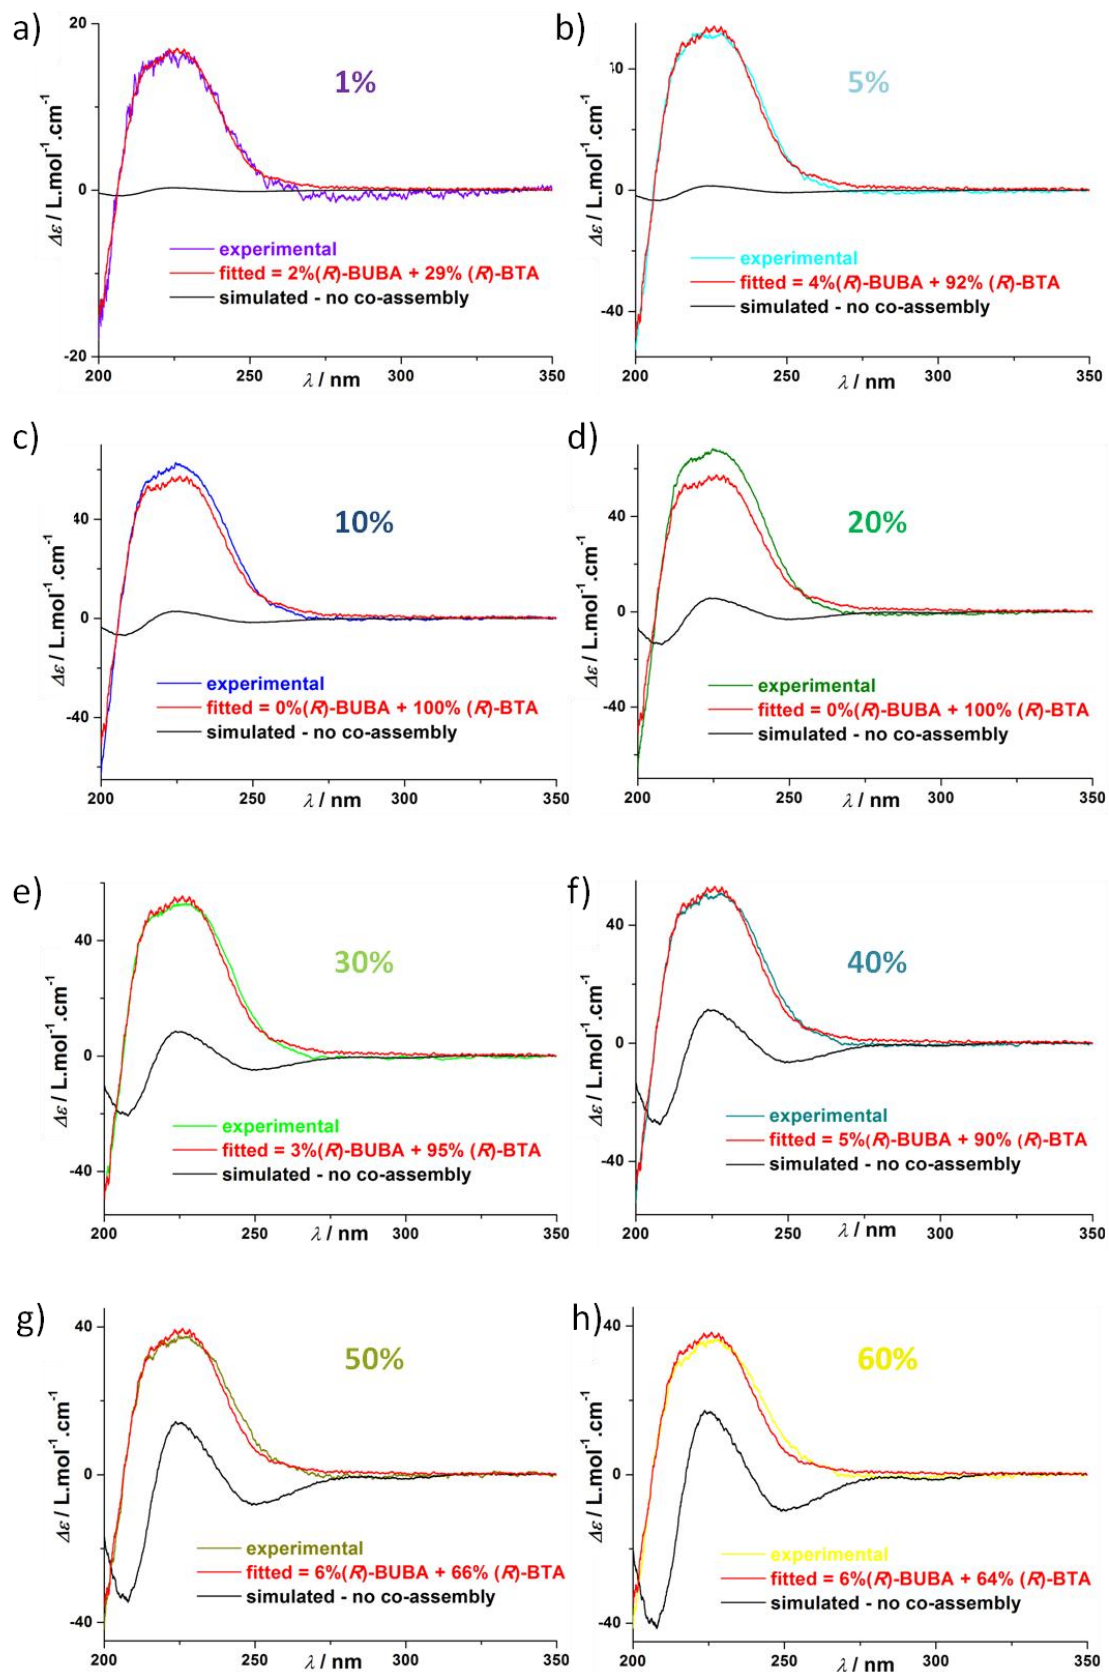 a)
20
10
0
-10
-20
200
250
300
350
Δε / L.mol⁻¹.cm⁻¹
λ / nm
1%
experimental
fitted = 2%(R)-BUBA + 29% (R)-BTA
simulated - no co-assembly
b)
10
0
-40
200
250
300
350
Δε / L.mol⁻¹.cm⁻¹
λ / nm
5%
experimental
fitted = 4%(R)-BUBA + 92% (R)-BTA
simulated - no co-assembly
c)
40
0
-40
200
250
300
350
Δε / L.mol⁻¹.cm⁻¹
λ / nm
10%
experimental
fitted = 0%(R)-BUBA + 100% (R)-BTA
simulated - no co-assembly
d)
40
0
-40
200
250
300
350
Δε / L.mol⁻¹.cm⁻¹
λ / nm
20%
experimental
fitted = 0%(R)-BUBA + 100% (R)-BTA
simulated - no co-assembly
e)
40
0
-40
200
250
300
350
Δε / L.mol⁻¹.cm⁻¹
λ / nm
30%
experimental
fitted = 3%(R)-BUBA + 95% (R)-BTA
simulated - no co-assembly
f)
40
0
-40
200
250
300
350
Δε / L.mol⁻¹.cm⁻¹
λ / nm
40%
experimental
fitted = 5%(R)-BUBA + 90% (R)-BTA
simulated - no co-assembly
g)
40
0
-40
200
250
300
350
Δε / L.mol⁻¹.cm⁻¹
λ / nm
50%
experimental
fitted = 6%(R)-BUBA + 66% (R)-BTA
simulated - no co-assembly
h)
40
0
-40
200
250
300
350
Δε / L.mol⁻¹.cm⁻¹
λ / nm
60%
experimental
fitted = 6%(R)-BUBA + 64% (R)-BTA
simulated - no co-assembly